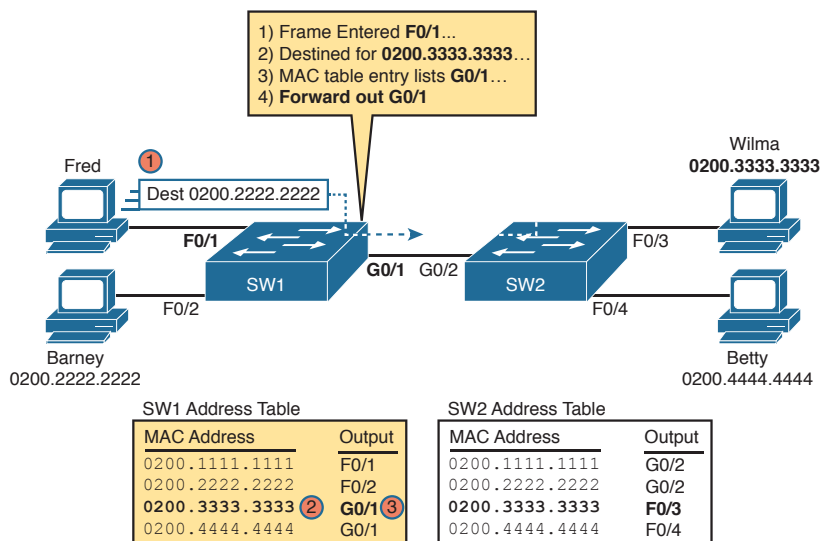 1) Frame Entered F0/1...
2) Destined for 0200.3333.3333...
3) MAC table entry lists G0/1...
4) Forward out G0/1
Wilma
0200.3333.3333
Fred
1
Dest 0200.2222.2222
F0/1
G0/1
G0/2
F0/3
SW1
SW2
F0/2
F0/4
Barney
0200.2222.2222
Betty
0200.4444.4444
SW1 Address Table
MAC Address Output
0200.1111.1111 F0/1
0200.2222.2222 F0/2
0200.3333.3333 2 G0/1 3
0200.4444.4444 G0/1
SW2 Address Table
MAC Address Output
0200.1111.1111 G0/2
0200.2222.2222 G0/2
0200.3333.3333 F0/3
0200.4444.4444 F0/4